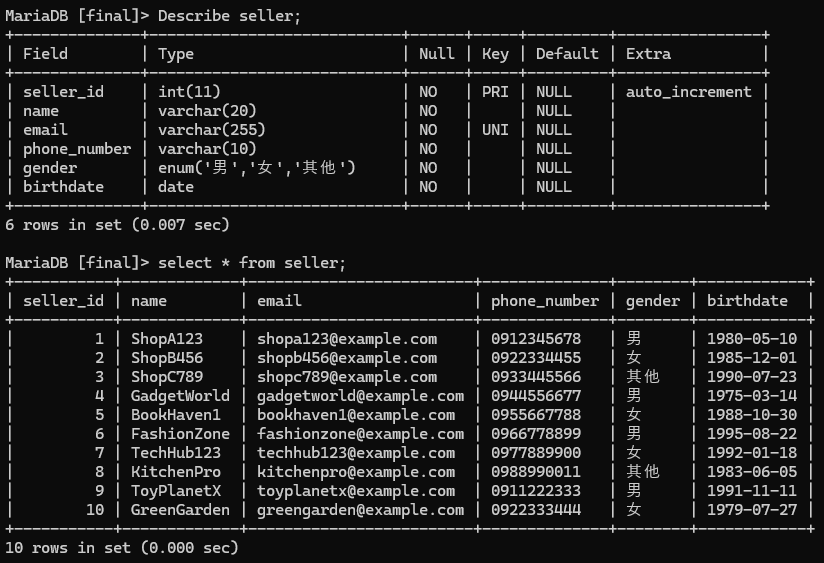 MariaDB [final]> Describe seller;
+--------------+---------------------------+------+-----+---------+----------------+
| Field        | Type                      | Null | Key | Default | Extra          |
+--------------+---------------------------+------+-----+---------+----------------+
| seller_id    | int(11)                   | NO   | PRI | NULL    | auto_increment |
| name         | varchar(20)               | NO   |     | NULL    |                |
| email        | varchar(255)              | NO   | UNI | NULL    |                |
| phone_number | varchar(10)               | NO   |     | NULL    |                |
| gender       | enum('男','女','其他')     | NO   |     | NULL    |                |
| birthdate    | date                      | NO   |     | NULL    |                |
+--------------+---------------------------+------+-----+---------+----------------+
6 rows in set (0.007 sec)

MariaDB [final]> select * from seller;
+-----------+-------------+-------------------------+--------------+--------+------------+
| seller_id | name        | email                   | phone_number | gender | birthdate  |
+-----------+-------------+-------------------------+--------------+--------+------------+
|         1 | ShopA123    | shopa123@example.com    | 0912345678   | 男     | 1980-05-10 |
|         2 | ShopB456    | shopb456@example.com    | 0922334455   | 女     | 1985-12-01 |
|         3 | ShopC789    | shopc789@example.com    | 0933445566   | 其他   | 1990-07-23 |
|         4 | GadgetWorld | gadgetworld@example.com | 0944556677   | 男     | 1975-03-14 |
|         5 | BookHaven1  | bookhaven1@example.com  | 0955667788   | 女     | 1988-10-30 |
|         6 | FashionZone | fashionzone@example.com | 0966778899   | 男     | 1995-08-22 |
|         7 | TechHub123  | techhub123@example.com  | 0977889900   | 女     | 1992-01-18 |
|         8 | KitchenPro  | kitchenpro@example.com  | 0988990011   | 其他   | 1983-06-05 |
|         9 | ToyPlanetX  | toyplanetx@example.com  | 0911222333   | 男     | 1991-11-11 |
|        10 | GreenGarden | greengarden@example.com | 0922333444   | 女     | 1979-07-27 |
+-----------+-------------+-------------------------+--------------+--------+------------+
10 rows in set (0.000 sec)